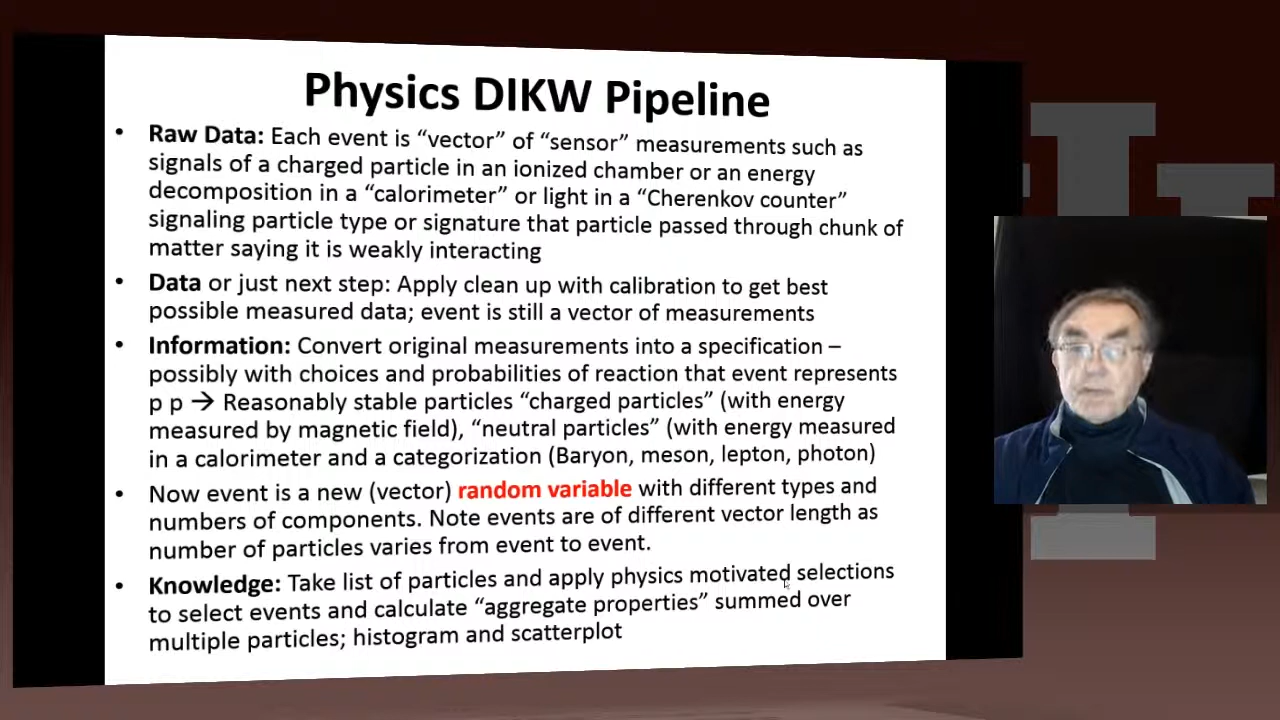 Physics DIKW Pipeline
• Raw Data: Each event is “vector” of “sensor” measurements such as
signals of a charged particle in an ionized chamber or an energy
decomposition in a “calorimeter” or light in a “Cherenkov counter”
signaling particle type or signature that particle passed through chunk of
matter saying it is weakly interacting
• Data or just next step: Apply clean up with calibration to get best
possible measured data; event is still a vector of measurements
• Information: Convert original measurements into a specification –
possibly with choices and probabilities of reaction that event represents
p p → Reasonably stable particles “charged particles” (with energy
measured by magnetic field), “neutral particles” (with energy measured
in a calorimeter and a categorization (Baryon, meson, lepton, photon)
• Now event is a new (vector) random variable with different types and
numbers of components. Note events are of different vector length as
number of particles varies from event to event.
• Knowledge: Take list of particles and apply physics motivated selections
to select events and calculate “aggregate properties” summed over
multiple particles; histogram and scatterplot